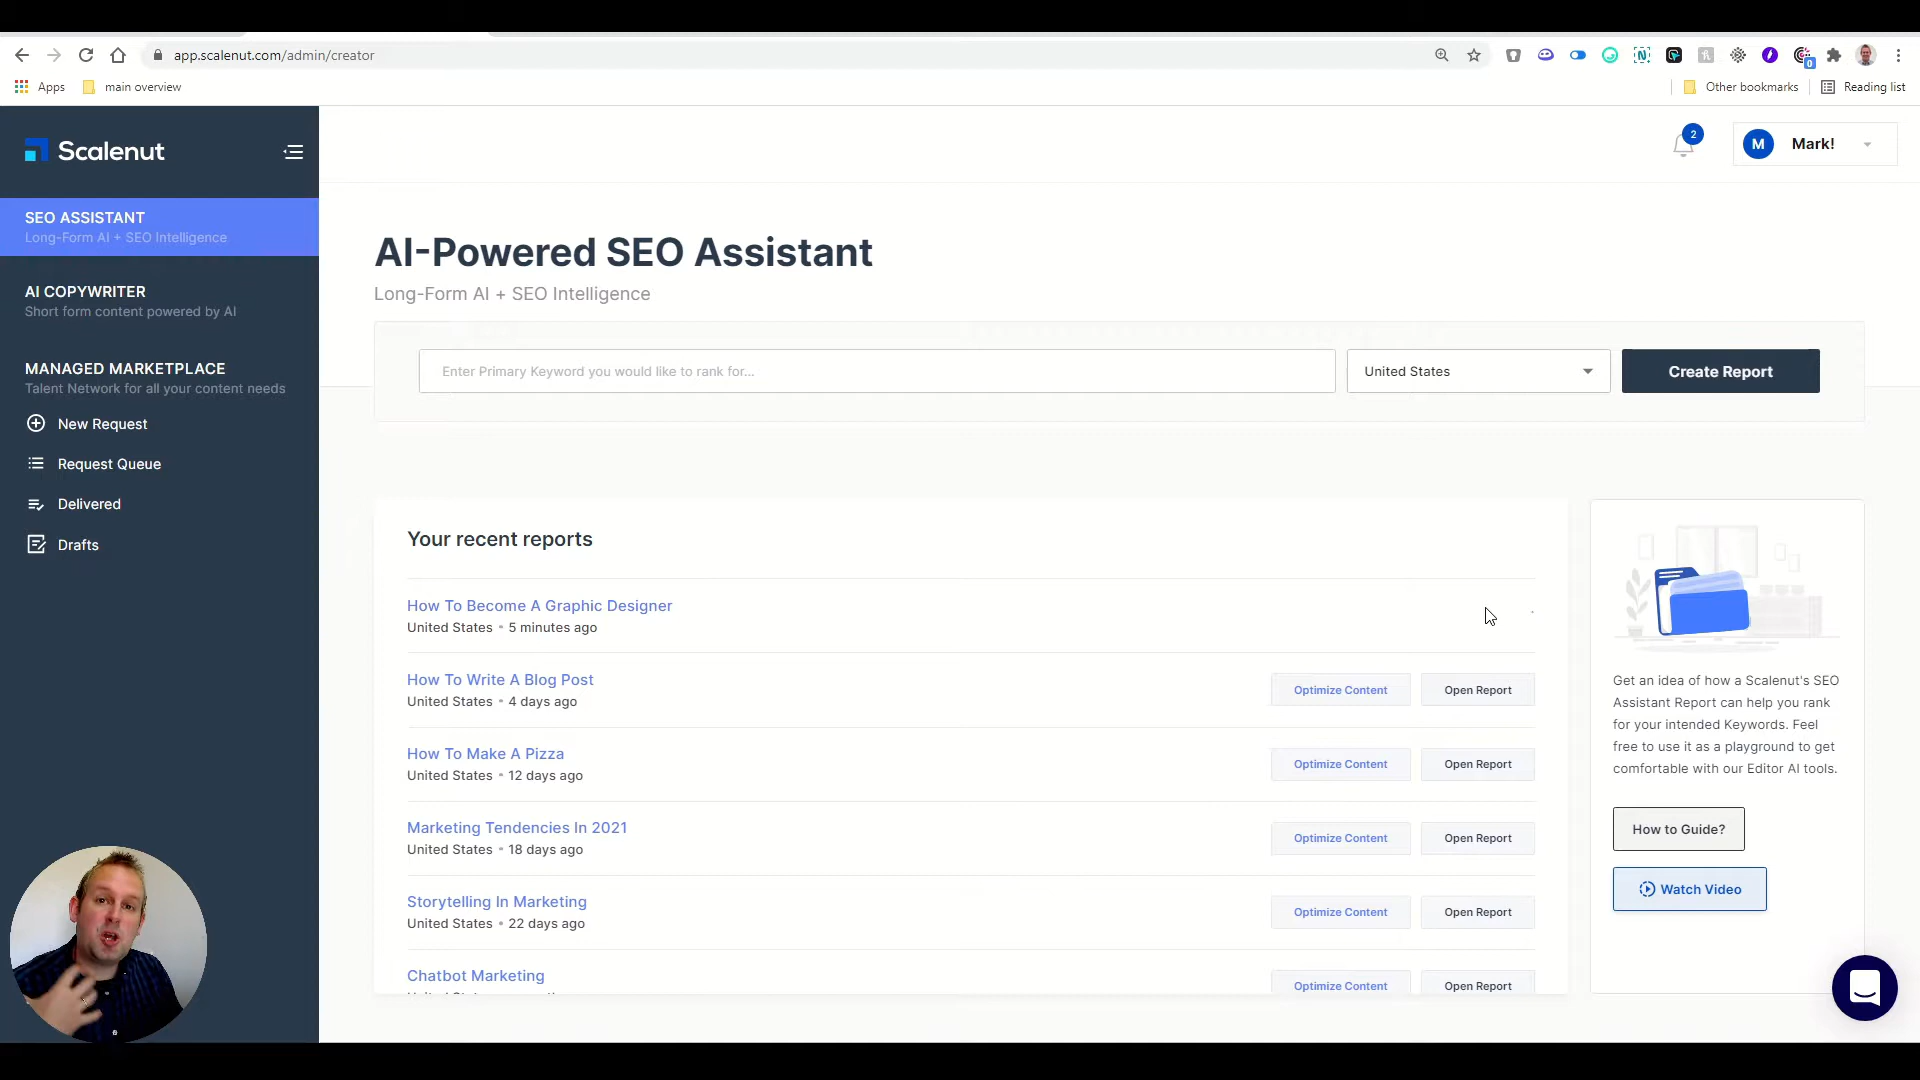 app.scalenut.com/admin/creator
0
Apps
main overview
Other bookmarks
Reading list
Scalenut
2
M
Mark!
SEO ASSISTANT
Long-Form AI + SEO Intelligence
AI COPYWRITER
Short form content powered by AI
MANAGED MARKETPLACE
Talent Network for all your content needs
New Request
Request Queue
Delivered
Drafts
AI-Powered SEO Assistant
Long-Form AI + SEO Intelligence
Enter Primary Keyword you would like to rank for...
United States
Create Report
Your recent reports
How To Become A Graphic Designer
United States • 5 minutes ago
How To Write A Blog Post
United States • 4 days ago
Optimize Content
Open Report
How To Make A Pizza
United States • 12 days ago
Optimize Content
Open Report
Marketing Tendencies In 2021
United States • 18 days ago
Optimize Content
Open Report
Storytelling In Marketing
United States • 22 days ago
Optimize Content
Open Report
Chatbot Marketing
Optimize Content
Open Report
Get an idea of how a Scalenut's SEO
Assistant Report can help you rank
for your intended Keywords. Feel
free to use it as a playground to get
comfortable with our Editor AI tools.
How to Guide?
Watch Video